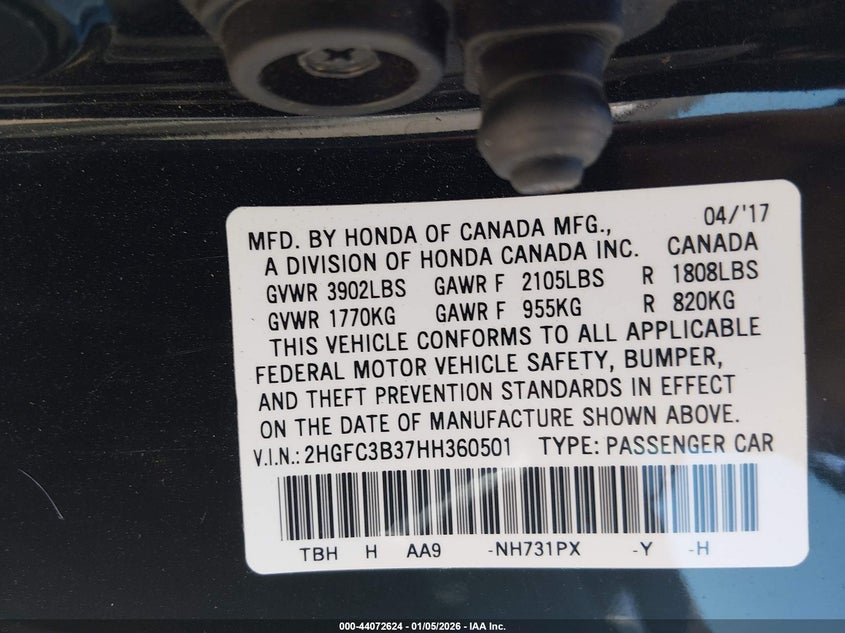 04/'17
MFD. BY HONDA OF CANADA MFG.,
A DIVISION OF HONDA CANADA INC. CANADA
GVWR 3902LBS GAWR F 2105LBS R 1808LBS
GVWR 1770KG GAWR F 955KG R 820KG
THIS VEHICLE CONFORMS TO ALL APPLICABLE
FEDERAL MOTOR VEHICLE SAFETY, BUMPER,
AND THEFT PREVENTION STANDARDS IN EFFECT
ON THE DATE OF MANUFACTURE SHOWN ABOVE.
V.I.N.: 2HGFC3B37HH360501 TYPE: PASSENGER CAR
TBH H AA9 -NH731PX -Y -H
000-44072624 - 01/05/2026 - IAA Inc.